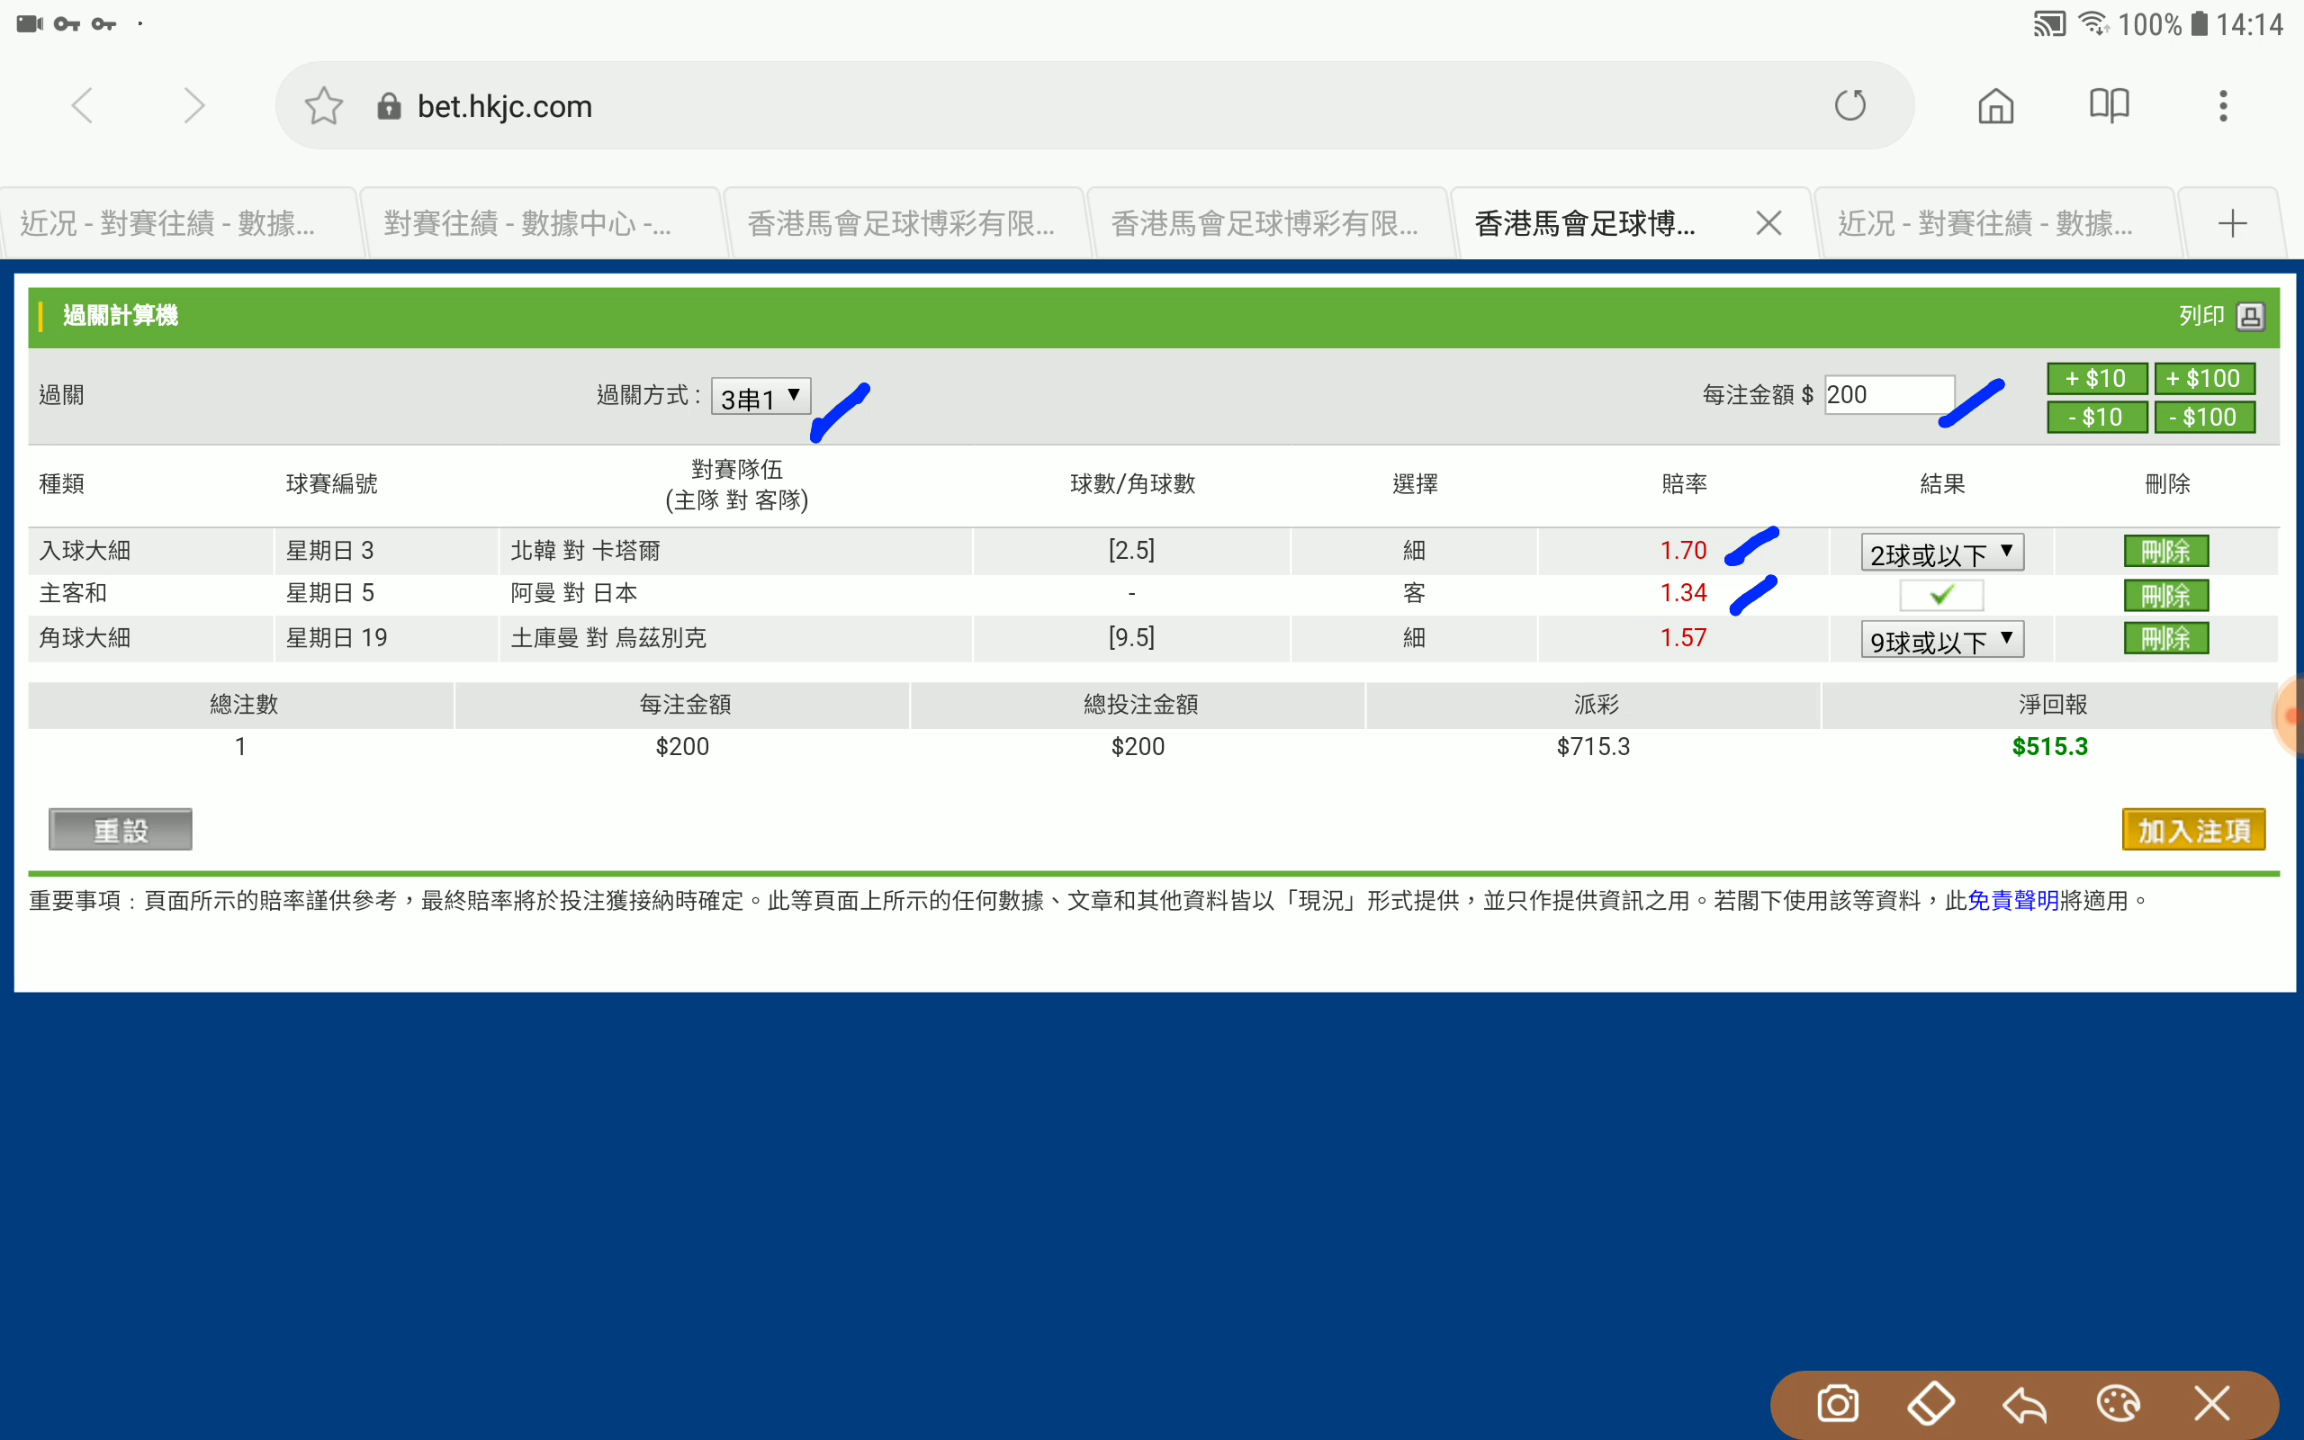 100% 14:14
bet.hkjc.com
近況 - 對賽往績 - 數據...
對賽往績 - 數據中心 -...
香港馬會足球博彩有限...
香港馬會足球博彩有限...
香港馬會足球博...
近況 - 對賽往績 - 數據...
過關計算機
列印
過關
過關方式 :
3串1
每注金額 $
200
+ $10
+ $100
- $10
- $100
種類
球賽編號
對賽隊伍
(主隊 對 客隊)
球數/角球數
選擇
賠率
結果
刪除
入球大細 星期日 3 北韓 對 卡塔爾 [2.5] 細 1.70 2球或以下 刪除
主客和 星期日 5 阿曼 對 日本 - 客 1.34 刪除
角球大細 星期日 19 土庫曼 對 烏茲別克 [9.5] 細 1.57 9球或以下 刪除
總注數 每注金額 總投注金額 派彩 淨回報
1 $200 $200 $715.3 $515.3
重設
加入注項
重要事項 : 頁面所示的賠率謹供參考，最終賠率將於投注獲接納時確定。此等頁面上所示的任何數據、文章和其他資料皆以「現況」形式提供，並只作提供資訊之用。若閣下使用該等資料，此免責聲明將適用。